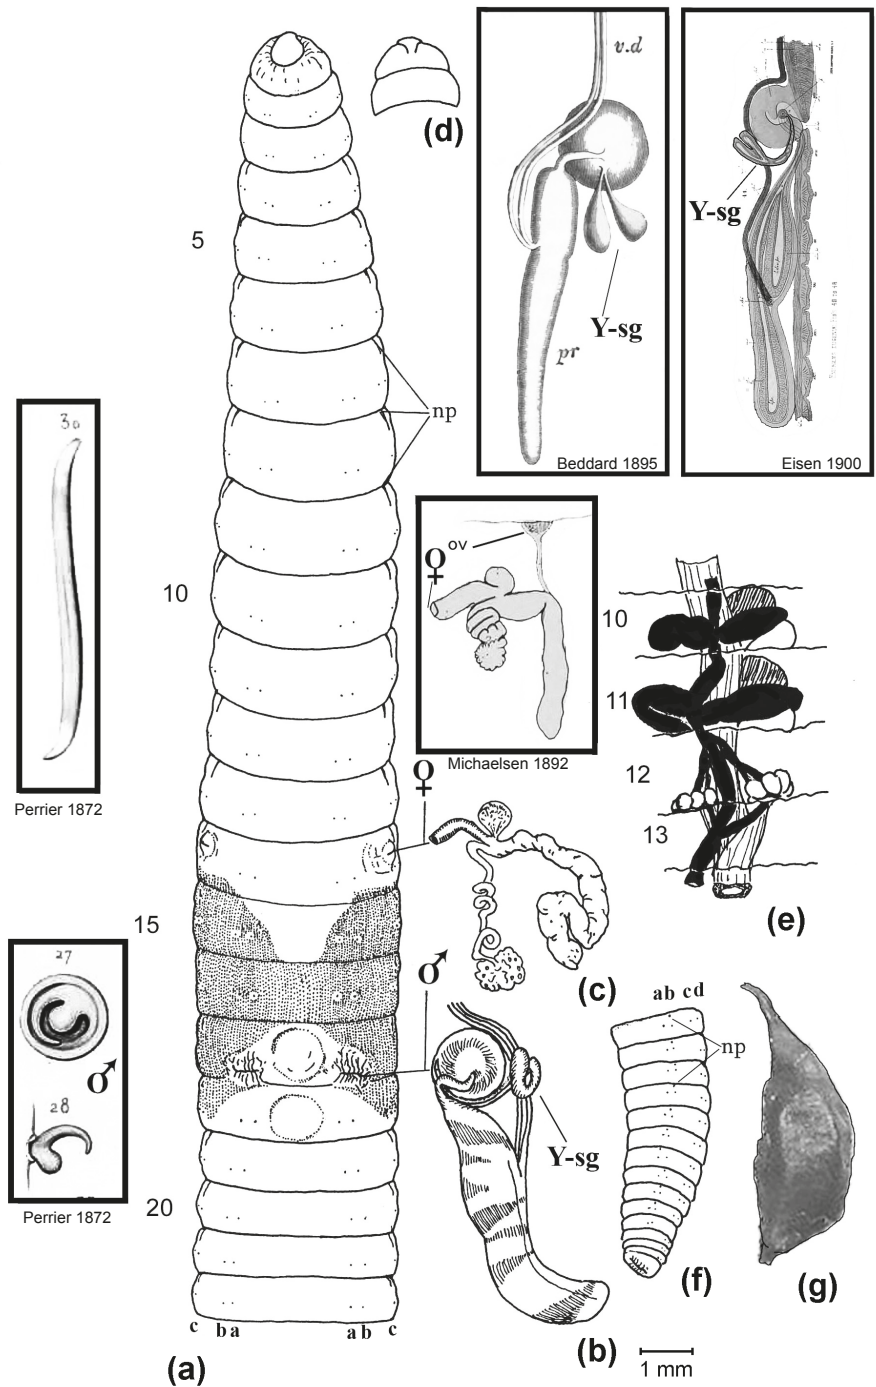 (d)
v.d
Y-sg
pr
Beddard 1895
Y-sg
Eisen 1900
5
np
3a
Perrier 1872
10
♀
ov
Michaelsen 1892
10
11
12
13
(e)
♀
15
♂
(c)
27
♂
28
Perrier 1872
20
Y-sg
(b)
ab cd
np
(f)
(g)
c b a a b c
(a)
1 mm